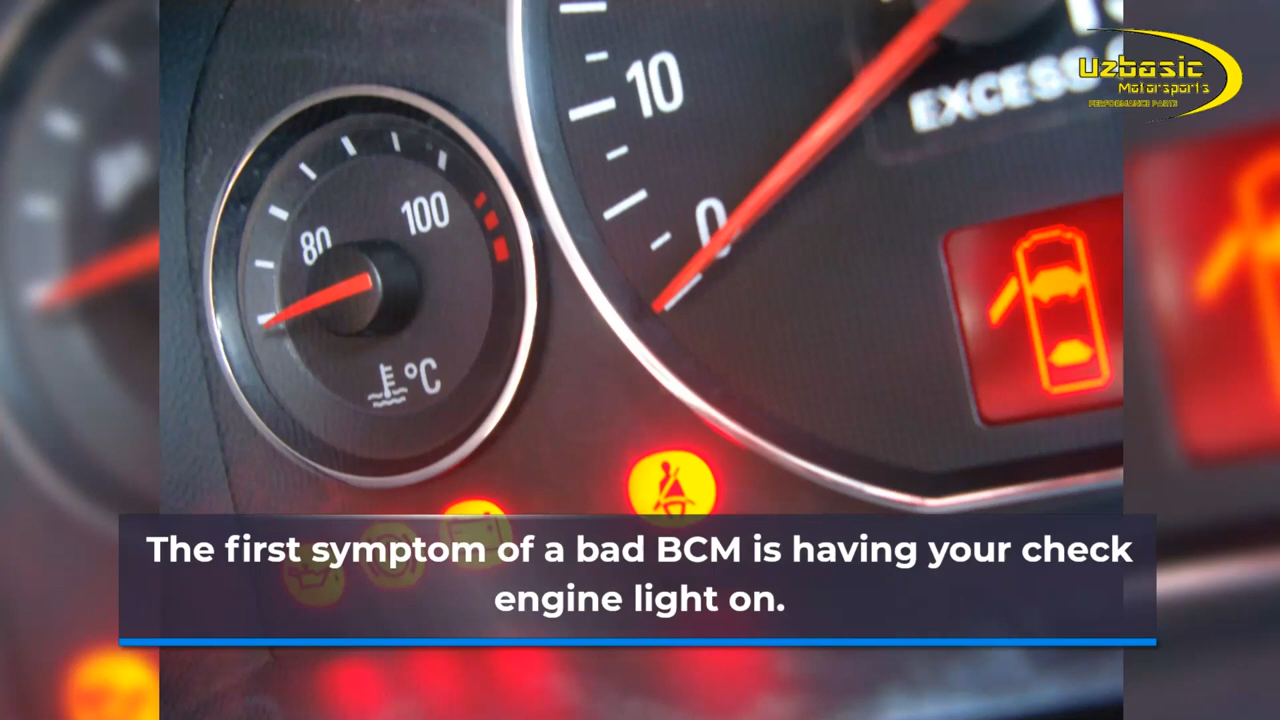 10
Uzbasic
Motorsports
PERFORMANCE PARTS
0
100
80
°C
The first symptom of a bad BCM is having your check
engine light on.